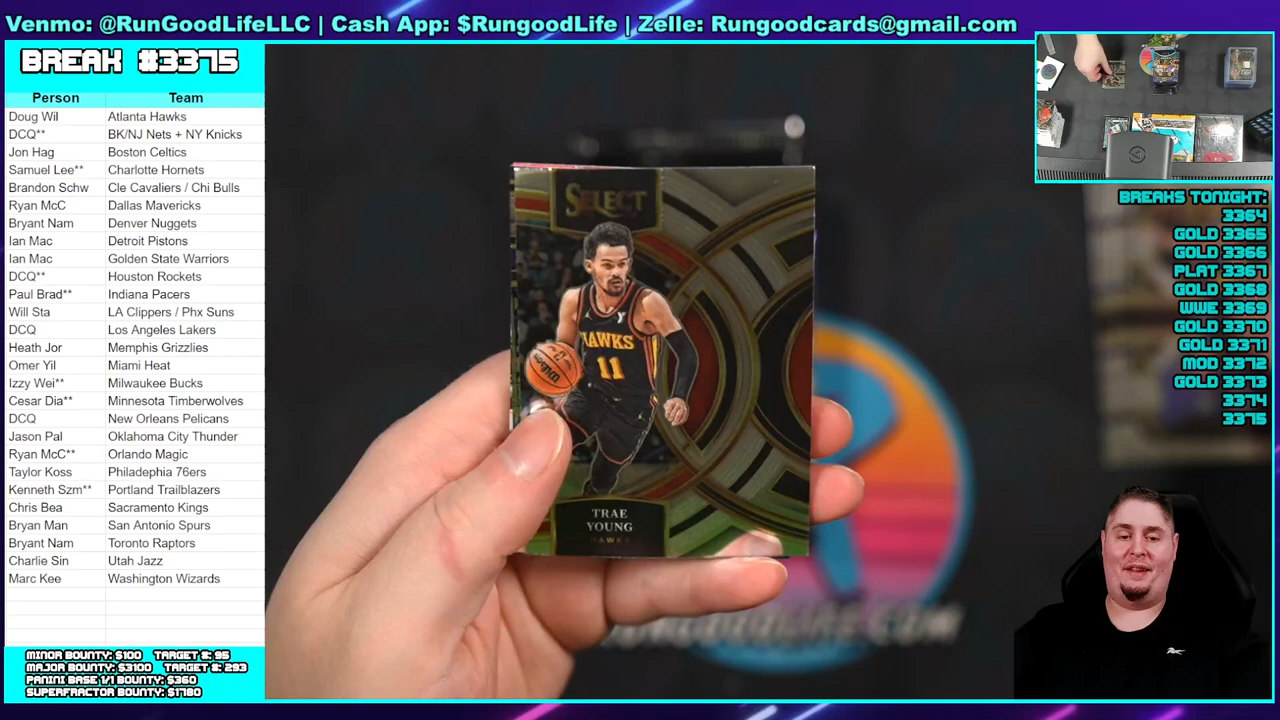 Venmo: @RunGoodLifeLLC | Cash App: $RungoodLife | Zelle: Rungoodcards@gmail.com
BREAK #3375
Person Team
Doug Wil Atlanta Hawks
DCQ** BK/NJ Nets + NY Knicks
Jon Hag Boston Celtics
Samuel Lee** Charlotte Hornets
Brandon Schw Cle Cavaliers / Chi Bulls
Ryan McC Dallas Mavericks
Bryant Nam Denver Nuggets
Ian Mac Detroit Pistons
Ian Mac Golden State Warriors
DCQ** Houston Rockets
Paul Brad** Indiana Pacers
Will Sta LA Clippers / Phx Suns
DCQ Los Angeles Lakers
Heath Jor Memphis Grizzlies
Omer Yil Miami Heat
Izzy Wei** Milwaukee Bucks
Cesar Dia** Minnesota Timberwolves
DCQ New Orleans Pelicans
Jason Pal Oklahoma City Thunder
Ryan McC** Orlando Magic
Taylor Koss Philadephia 76ers
Kenneth Szm** Portland Trailblazers
Chris Bea Sacramento Kings
Bryan Man San Antonio Spurs
Bryant Nam Toronto Raptors
Charlie Sin Utah Jazz
Marc Kee Washington Wizards
MINOR BOUNTY: $100 TARGET #: 95
MAJOR BOUNTY: $3100 TARGET #: 293
PANINI BASE 1/1 BOUNTY: $360
SUPERFRACTOR BOUNTY: $1780
SELECT
HAWKS
11
TRAE
YOUNG
HAWKS
BREAKS TONIGHT:
3364
GOLD 3365
GOLD 3366
PLAT 3367
GOLD 3368
WWE 3369
GOLD 3370
GOLD 3371
MOD 3372
GOLD 3373
3374
3375